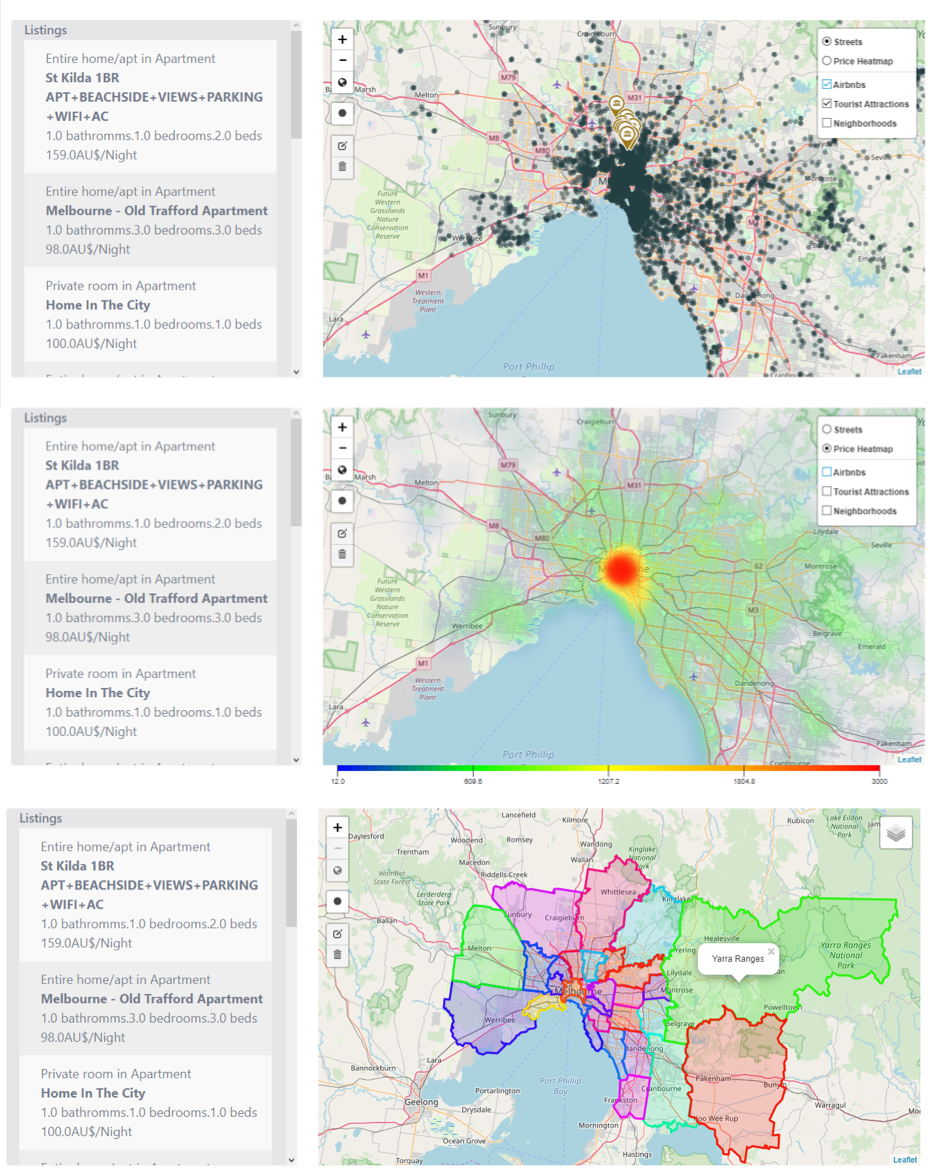 Listings
Entire home/apt in Apartment
St Kilda 1BR
APT+BEACHSIDE+VIEWS+PARKING
+WIFI+AC
1.0 bathromms.1.0 bedrooms.2.0 beds
159.0AU$/Night
Entire home/apt in Apartment
Melbourne - Old Trafford Apartment
1.0 bathromms.3.0 bedrooms.3.0 beds
98.0AU$/Night
Private room in Apartment
Home In The City
1.0 bathromms.1.0 bedrooms.1.0 beds
100.0AU$/Night
Sunbury
Craigieburn
M79
Marsh
Melton
M31
M8
M80
Future
Western
Grasslands
Nature
Conservation
Reserve
Werribee
M1
Western
Treatment
Plant
Lara
Port Phillip
Dandenong
Seville
Montrose
Emerald
Pakenham
Streets
Price Heatmap
Airbnbs
Tourist Attractions
Neighborhoods
Leaflet
Listings
Entire home/apt in Apartment
St Kilda 1BR
APT+BEACHSIDE+VIEWS+PARKING
+WIFI+AC
1.0 bathromms.1.0 bedrooms.2.0 beds
159.0AU$/Night
Entire home/apt in Apartment
Melbourne - Old Trafford Apartment
1.0 bathromms.3.0 bedrooms.3.0 beds
98.0AU$/Night
Private room in Apartment
Home In The City
1.0 bathromms.1.0 bedrooms.1.0 beds
100.0AU$/Night
Sunbury
Craigieburn
M79
Marsh
Melton
M31
M8
M80
Future
Western
Grasslands
Nature
Conservation
Reserve
Werribee
M1
Western
Treatment
Plant
Lara
Port Phillip
62
M3
Lilydale
Seville
Montrose
Belgrave
Emerald
Dandenong
Pakenham
Cranbourne
Streets
Price Heatmap
Airbnbs
Tourist Attractions
Neighborhoods
Leaflet
12.0
609.6
1207.2
1804.8
3000
Listings
Entire home/apt in Apartment
St Kilda 1BR
APT+BEACHSIDE+VIEWS+PARKING
+WIFI+AC
1.0 bathromms.1.0 bedrooms.2.0 beds
159.0AU$/Night
Entire home/apt in Apartment
Melbourne - Old Trafford Apartment
1.0 bathromms.3.0 bedrooms.3.0 beds
98.0AU$/Night
Private room in Apartment
Home In The City
1.0 bathromms.1.0 bedrooms.1.0 beds
100.0AU$/Night
Lancefield
Kilmore
Rubicon
Lake Eildon
National
Park
Daylesford
Woodend
Romsey
Wandong
Trentham
Macedon
Wallan
Kinglake
National
Park
Wombat
State Forest
Riddells Creek
Lerderderg
State Park
Whittlesea
Ballan
Sunbury
Craigieburn
Healesville
Melton
Yarra Ranges
Yarra Ranges
National
Park
Lilydale
Montrose
Melbourne
Powelltown
Werribee
Belgrave
Lara
Dandenong
Bannockburn
Port Phillip
Bay
Portarlington
Cranbourne
Pakenham
Geelong
Drysdale
Frankston
Koo Wee Rup
Warragul
Mornington
Ocean Grove
Hastings
Torquay
Leaflet